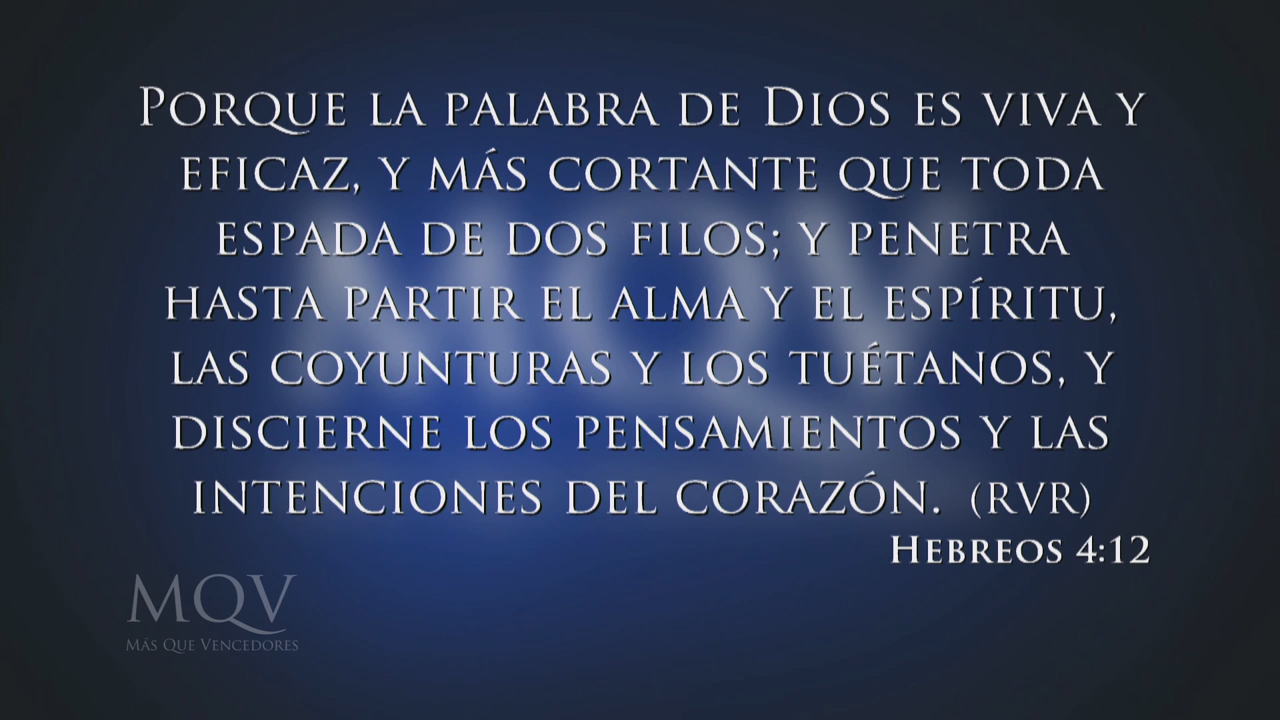 Porque la palabra de Dios es viva y
eficaz, y más cortante que toda
espada de dos filos; y penetra
hasta partir el alma y el espíritu,
las coyunturas y los tuétanos, y
discierne los pensamientos y las
intenciones del corazón. (RVR)
Hebreos 4:12
MQV
Más Que Vencedores